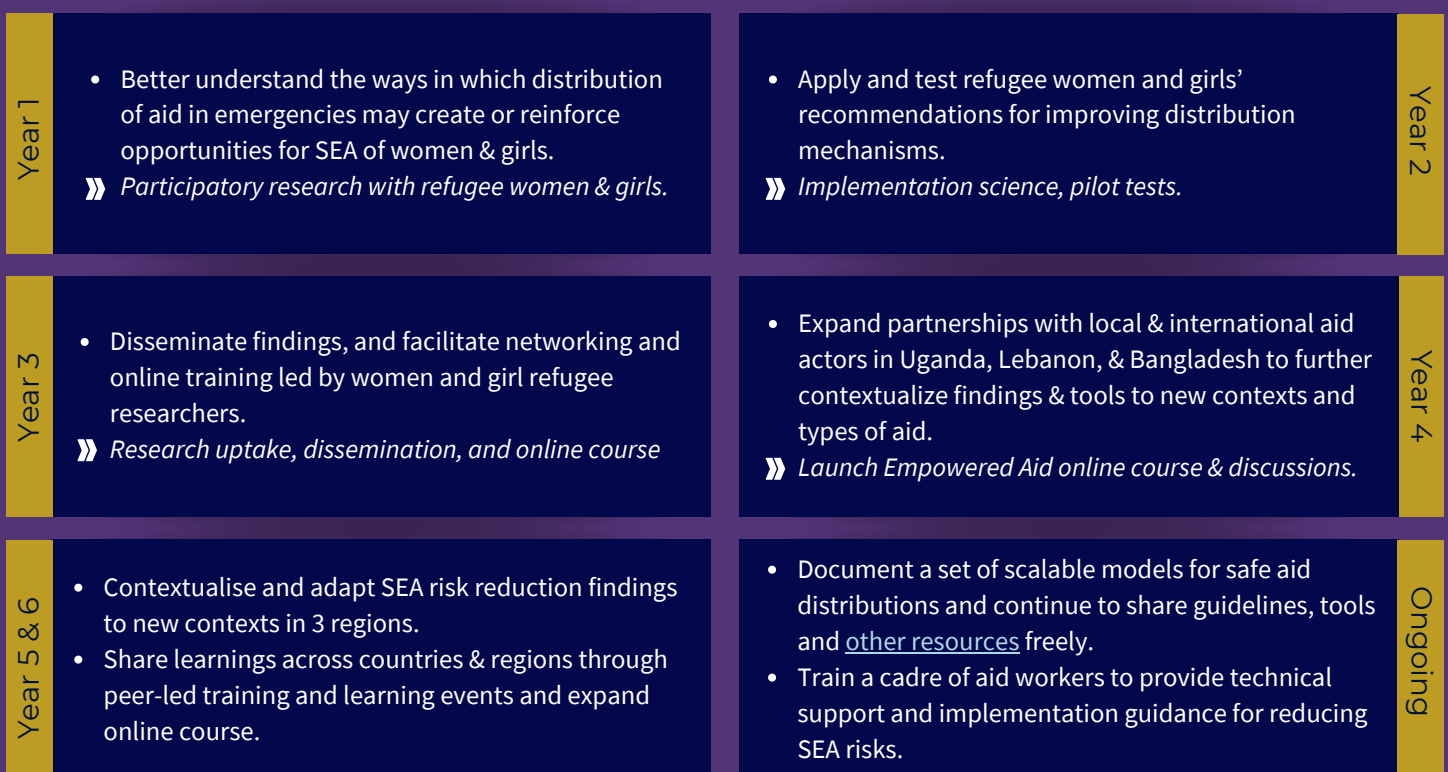 Year 1
• Better understand the ways in which distribution
of aid in emergencies may create or reinforce
opportunities for SEA of women & girls.
Participatory research with refugee women & girls.
Year 2
• Apply and test refugee women and girls’
recommendations for improving distribution
mechanisms.
Implementation science, pilot tests.
Year 3
• Disseminate findings, and facilitate networking and
online training led by women and girl refugee
researchers.
Research uptake, dissemination, and online course
Year 4
• Expand partnerships with local & international aid
actors in Uganda, Lebanon, & Bangladesh to further
contextualize findings & tools to new contexts and
types of aid.
Launch Empowered Aid online course & discussions.
Year 5 & 6
• Contextualise and adapt SEA risk reduction findings
to new contexts in 3 regions.
• Share learnings across countries & regions through
peer-led training and learning events and expand
online course.
Ongoing
• Document a set of scalable models for safe aid
distributions and continue to share guidelines, tools
and other resources freely.
• Train a cadre of aid workers to provide technical
support and implementation guidance for reducing
SEA risks.